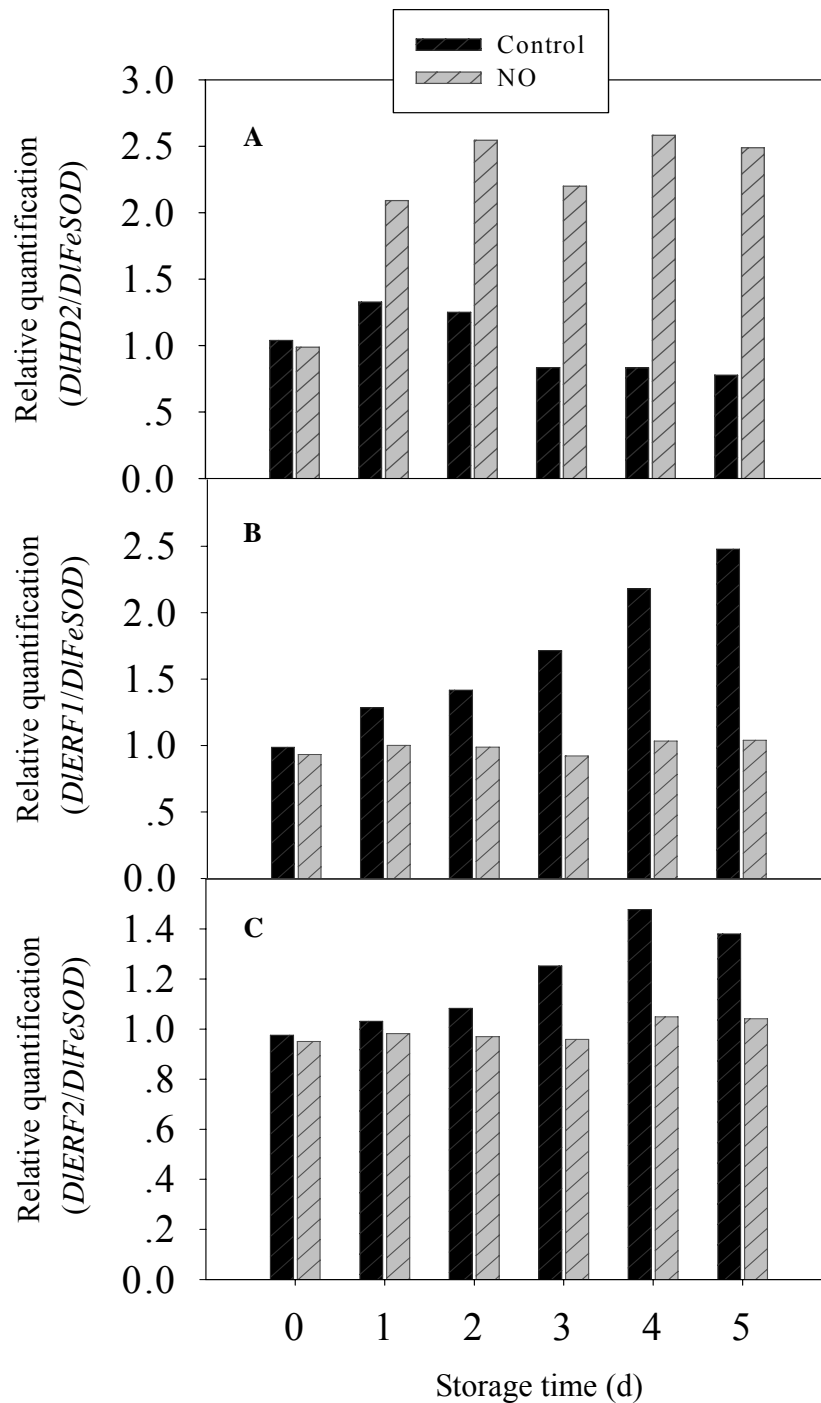 Control
NO
3.0
2.5
2.0
1.5
1.0
.5
0.0
A
Relative quantification
(DlHD2/DlFeSOD)
2.5
2.0
1.5
1.0
.5
0.0
B
Relative quantification
(DlERF1/DlFeSOD)
1.4
1.2
1.0
.8
.6
.4
.2
0.0
C
Relative quantification
(DlERF2/DlFeSOD)
0 1 2 3 4 5
Storage time (d)